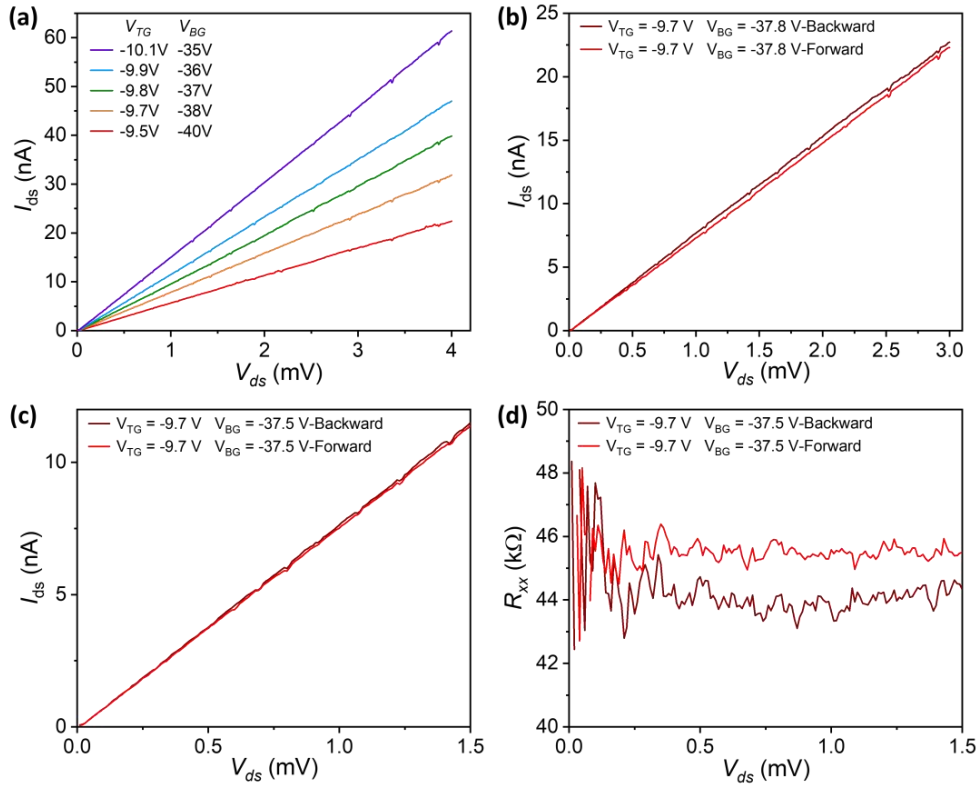 (a)
V_TG V_BG
-10.1V -35V
-9.9V -36V
-9.8V -37V
-9.7V -38V
-9.5V -40V
60
50
40
30
20
10
0
I_ds (nA)
0 1 2 3 4
V_ds (mV)
(b)
V_TG = -9.7 V V_BG = -37.8 V-Backward
V_TG = -9.7 V V_BG = -37.8 V-Forward
25
20
15
10
5
0
I_ds (nA)
0.0 0.5 1.0 1.5 2.0 2.5 3.0
V_ds (mV)
(c)
V_TG = -9.7 V V_BG = -37.5 V-Backward
V_TG = -9.7 V V_BG = -37.5 V-Forward
10
5
0
I_ds (nA)
0.0 0.5 1.0 1.5
V_ds (mV)
(d)
V_TG = -9.7 V V_BG = -37.5 V-Backward
V_TG = -9.7 V V_BG = -37.5 V-Forward
50
48
46
44
42
40
R_xx (kΩ)
0.0 0.5 1.0 1.5
V_ds (mV)